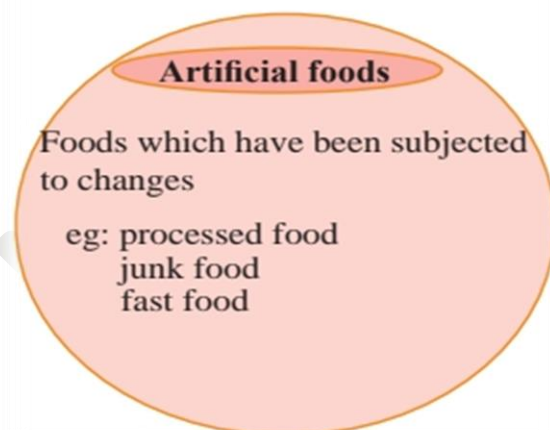 Artificial foods
Foods which have been subjected
to changes
eg: processed food
junk food
fast food